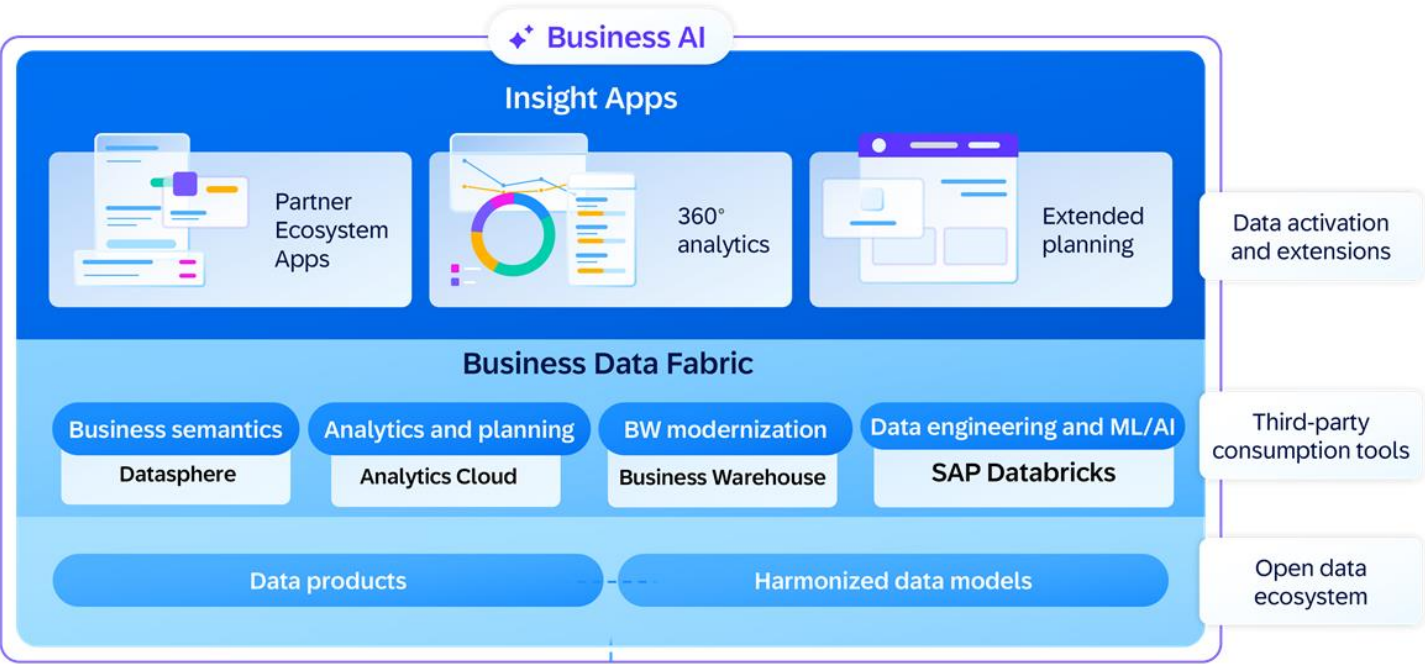 Business AI
Insight Apps
Partner
Ecosystem
Apps
360°
analytics
Extended
planning
Data activation
and extensions
Business Data Fabric
Business semantics
Datasphere
Analytics and planning
Analytics Cloud
BW modernization
Business Warehouse
Data engineering and ML/AI
SAP Databricks
Third-party
consumption tools
Data products
Harmonized data models
Open data
ecosystem